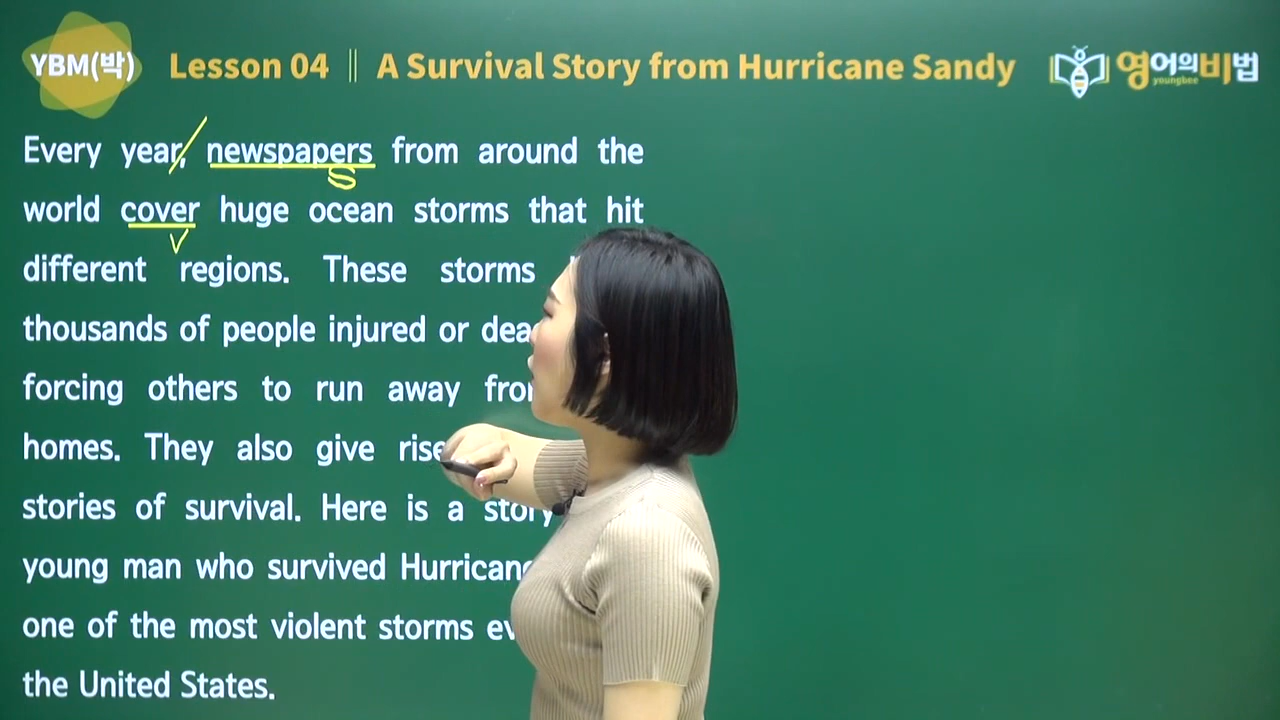 YBM(박)
Lesson 04 || A Survival Story from Hurricane Sandy
영어의비법
youngbee
Every year, newspapers from around the
S
world cover huge ocean storms that hit
V
different regions. These storms
thousands of people injured or
forcing others to run away
homes. They also give rise
stories of survival. Here is a story
young man who survived Hurricane
one of the most violent storms
the United States.